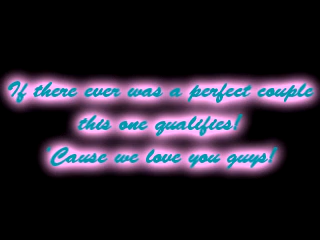 If there ever was a perfect couple
this one qualifies!
'Cause we love you guys!